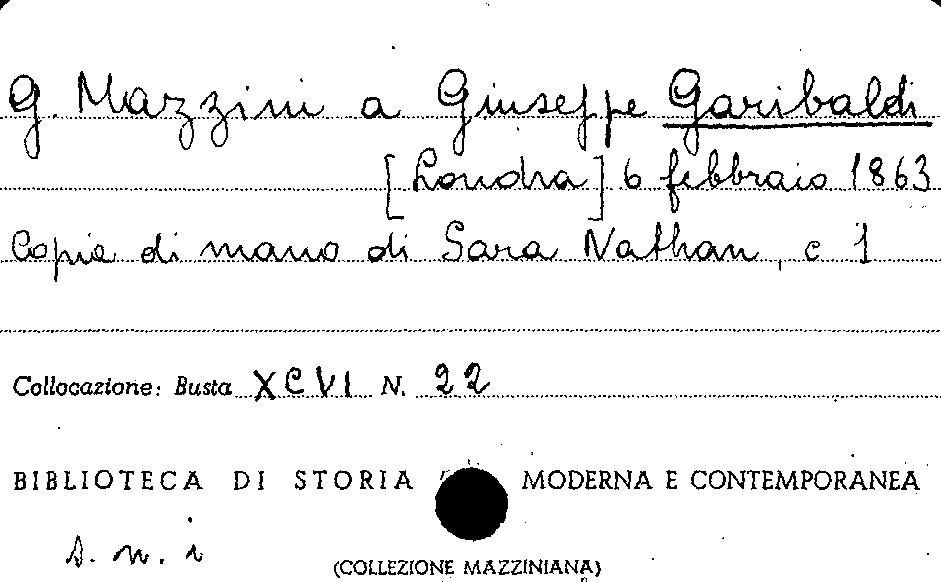 G. Mazzini a Giuseppe Garibaldi
[Londra] 6 febbraio 1863
Copia di mano di Sara Nathan, c 1
Collocazione: Busta XCVI N. 22
BIBLIOTECA DI STORIA MODERNA E CONTEMPORANEA
s. n. i
(COLLEZIONE MAZZINIANA)